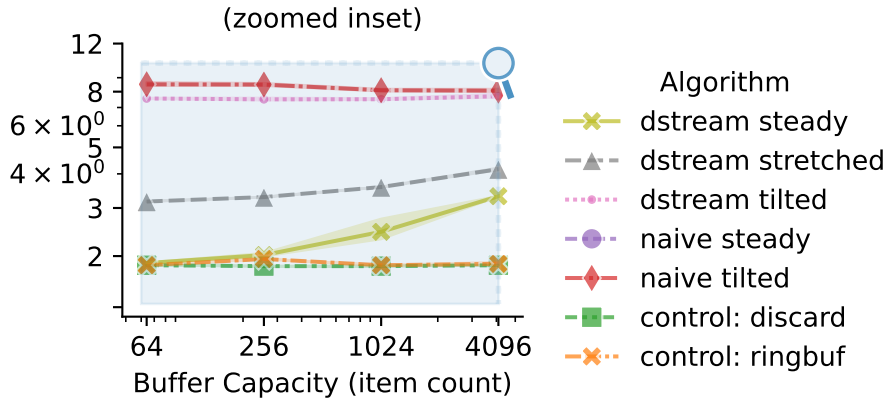 (zoomed inset)
12
8
6 × 10⁰
5
4 × 10⁰
3
2
64 256 1024 4096
Buffer Capacity (item count)
Algorithm
dstream steady
dstream stretched
dstream tilted
naive steady
naive tilted
control: discard
control: ringbuf